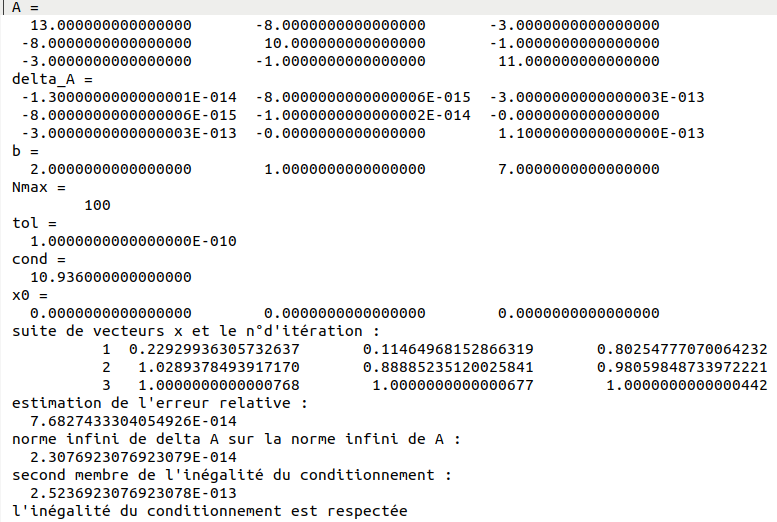 A =
13.000000000000000 -8.0000000000000000 -3.0000000000000000
-8.0000000000000000 10.000000000000000 -1.0000000000000000
-3.0000000000000000 -1.0000000000000000 11.000000000000000
delta_A =
-1.3000000000000001E-014 -8.0000000000000006E-015 -3.0000000000000003E-013
-8.0000000000000006E-015 -1.0000000000000002E-014 -0.0000000000000000
-3.0000000000000003E-013 -0.0000000000000000 1.1000000000000000E-013
b =
2.0000000000000000 1.0000000000000000 7.0000000000000000
Nmax =
100
tol =
1.0000000000000000E-010
cond =
10.936000000000000
x0 =
0.0000000000000000 0.0000000000000000 0.0000000000000000
suite de vecteurs x et le n°d'itération :
1 0.22929936305732637 0.11464968152866319 0.80254777070064232
2 1.0289378493917170 0.88885235120025841 0.98059848733972221
3 1.0000000000000768 1.0000000000000677 1.0000000000000442
estimation de l'erreur relative :
7.6827433304054926E-014
norme infini de delta A sur la norme infini de A :
2.3076923076923079E-014
second membre de l'inégalité du conditionnement :
2.5236923076923078E-013
l'inégalité du conditionnement est respectée